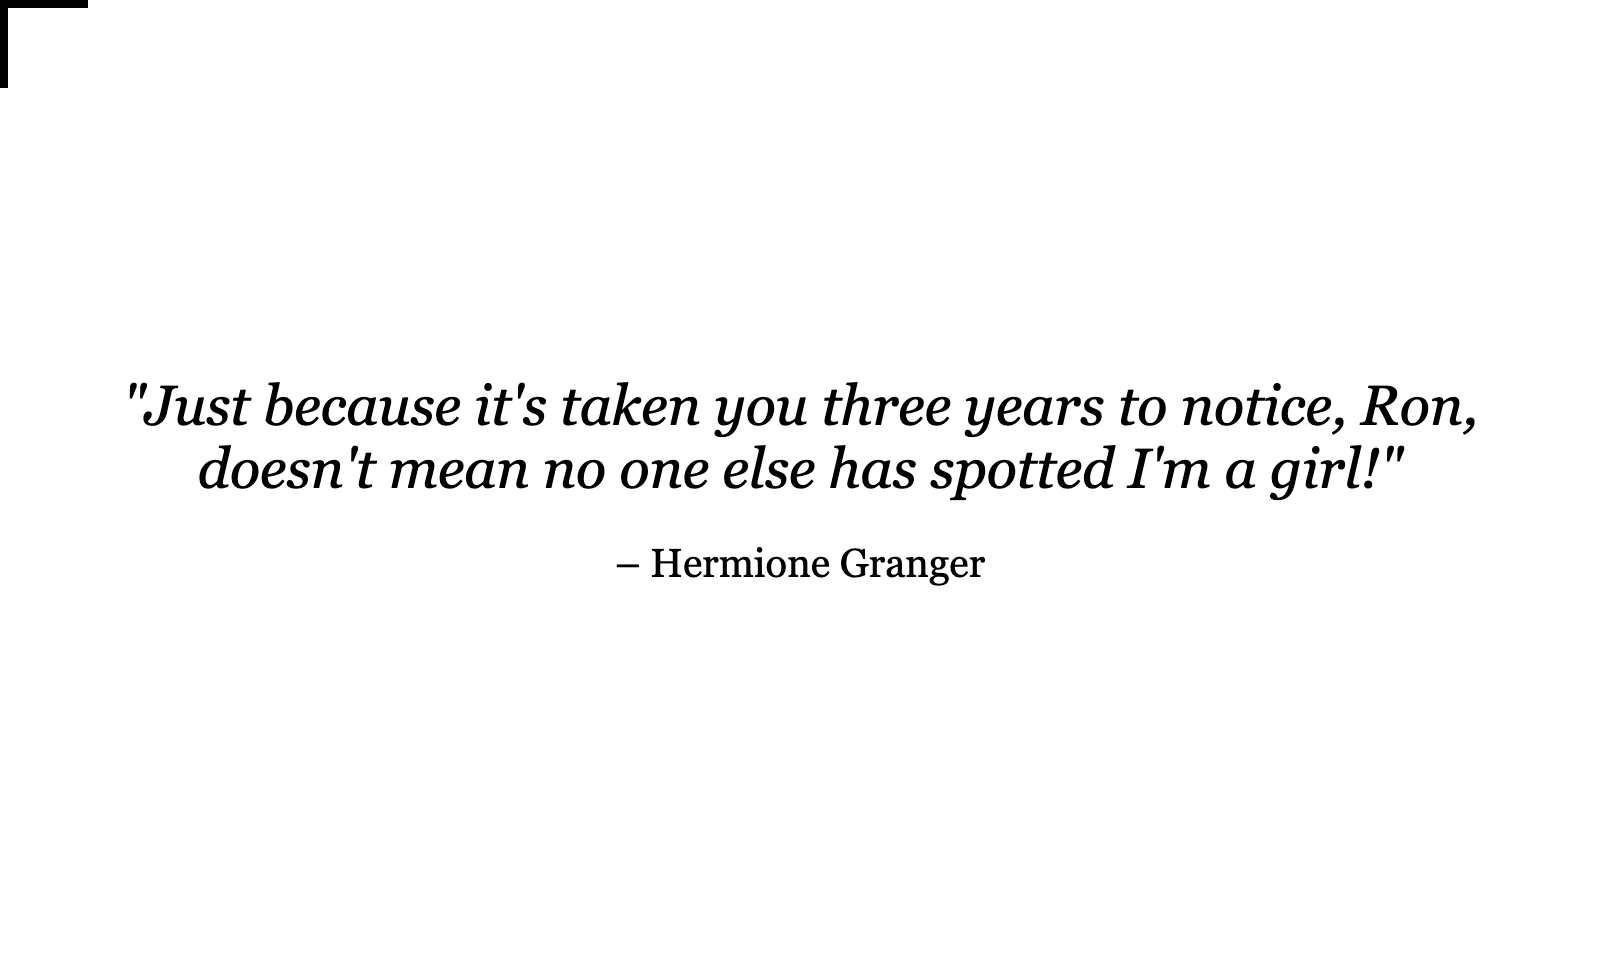 "Just because it's taken you three years to notice, Ron,
doesn't mean no one else has spotted I'm a girl!"
– Hermione Granger